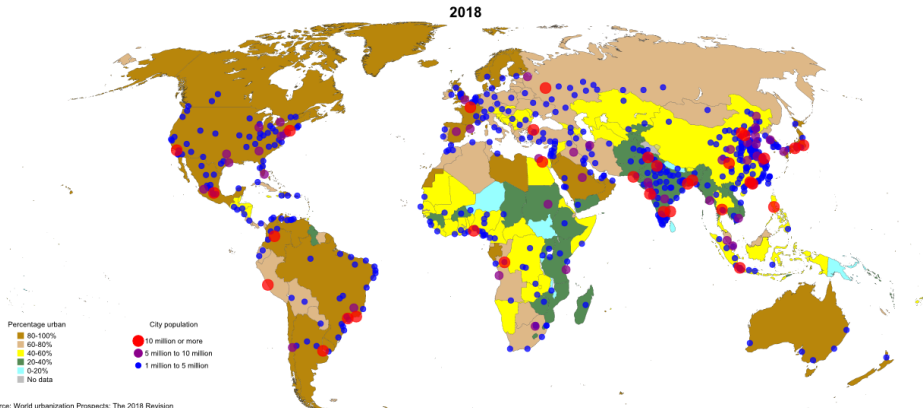 2018
Percentage urban
80-100%
60-80%
40-60%
20-40%
0-20%
No data
City population
10 million or more
5 million to 10 million
1 million to 5 million
rce: World urbanization Prospects: The 2018 Revision